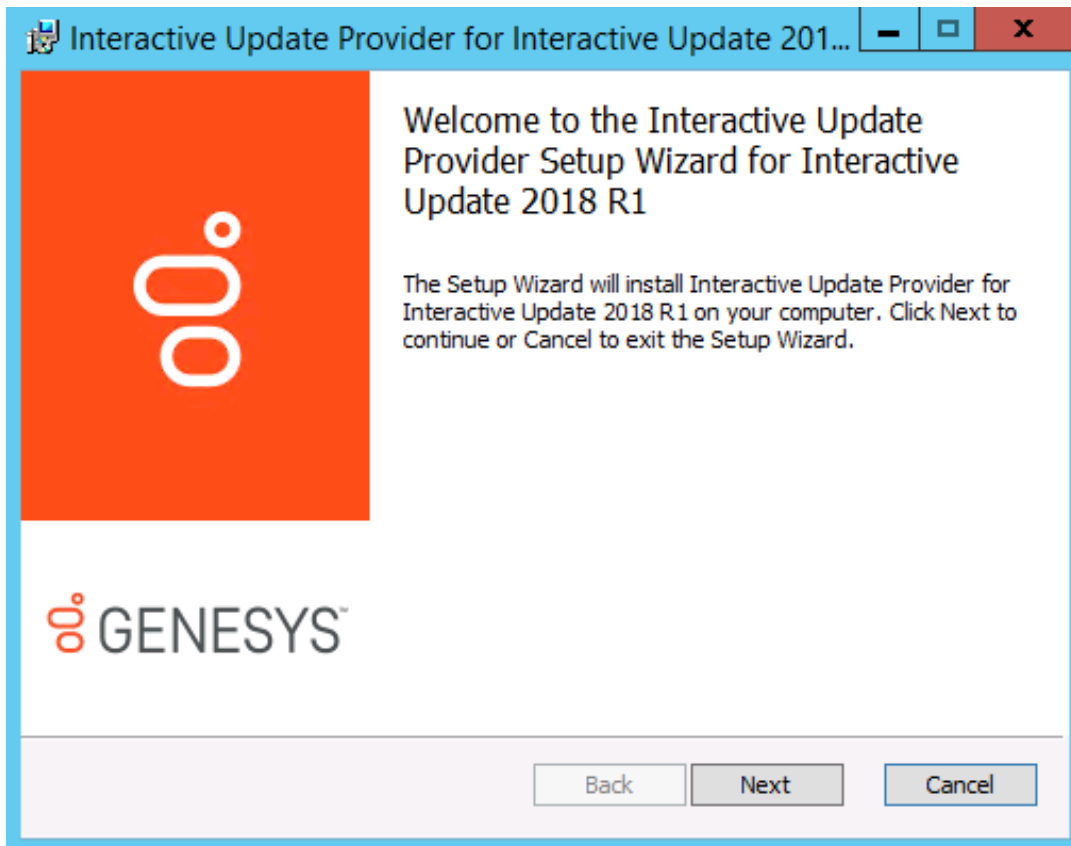 Interactive Update Provider for Interactive Update 201...
Welcome to the Interactive Update
Provider Setup Wizard for Interactive
Update 2018 R1
The Setup Wizard will install Interactive Update Provider for
Interactive Update 2018 R1 on your computer. Click Next to
continue or Cancel to exit the Setup Wizard.
GENESYS™
Back Next Cancel